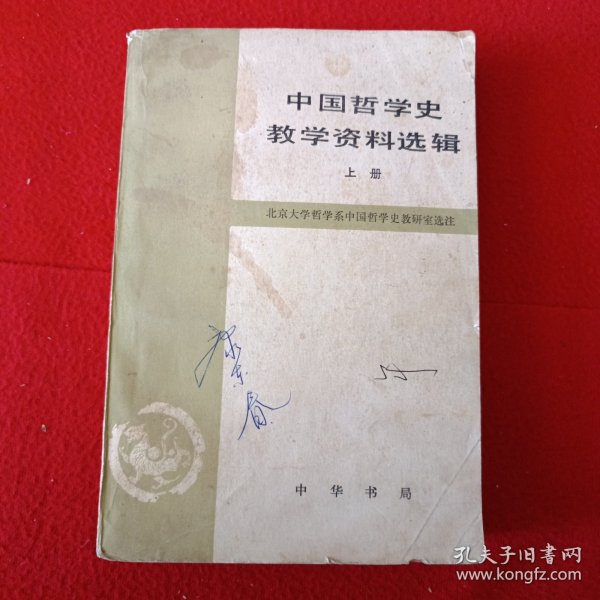 中国哲学史
教学资料选辑
上册
北京大学哲学系中国哲学史教研室选注
春
中华书局
孔夫子旧书网
www.kongfz.com